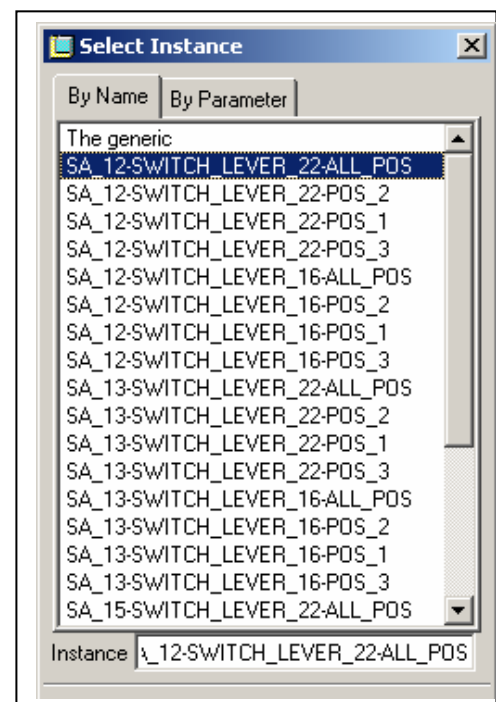 Select Instance
By Name By Parameter
The generic
SA_12-SWITCH_LEVER_22-ALL_POS
SA_12-SWITCH_LEVER_22-POS_2
SA_12-SWITCH_LEVER_22-POS_1
SA_12-SWITCH_LEVER_22-POS_3
SA_12-SWITCH_LEVER_16-ALL_POS
SA_12-SWITCH_LEVER_16-POS_2
SA_12-SWITCH_LEVER_16-POS_1
SA_12-SWITCH_LEVER_16-POS_3
SA_13-SWITCH_LEVER_22-ALL_POS
SA_13-SWITCH_LEVER_22-POS_2
SA_13-SWITCH_LEVER_22-POS_1
SA_13-SWITCH_LEVER_22-POS_3
SA_13-SWITCH_LEVER_16-ALL_POS
SA_13-SWITCH_LEVER_16-POS_2
SA_13-SWITCH_LEVER_16-POS_1
SA_13-SWITCH_LEVER_16-POS_3
SA_15-SWITCH_LEVER_22-ALL_POS
Instance \_12-SWITCH_LEVER_22-ALL_POS